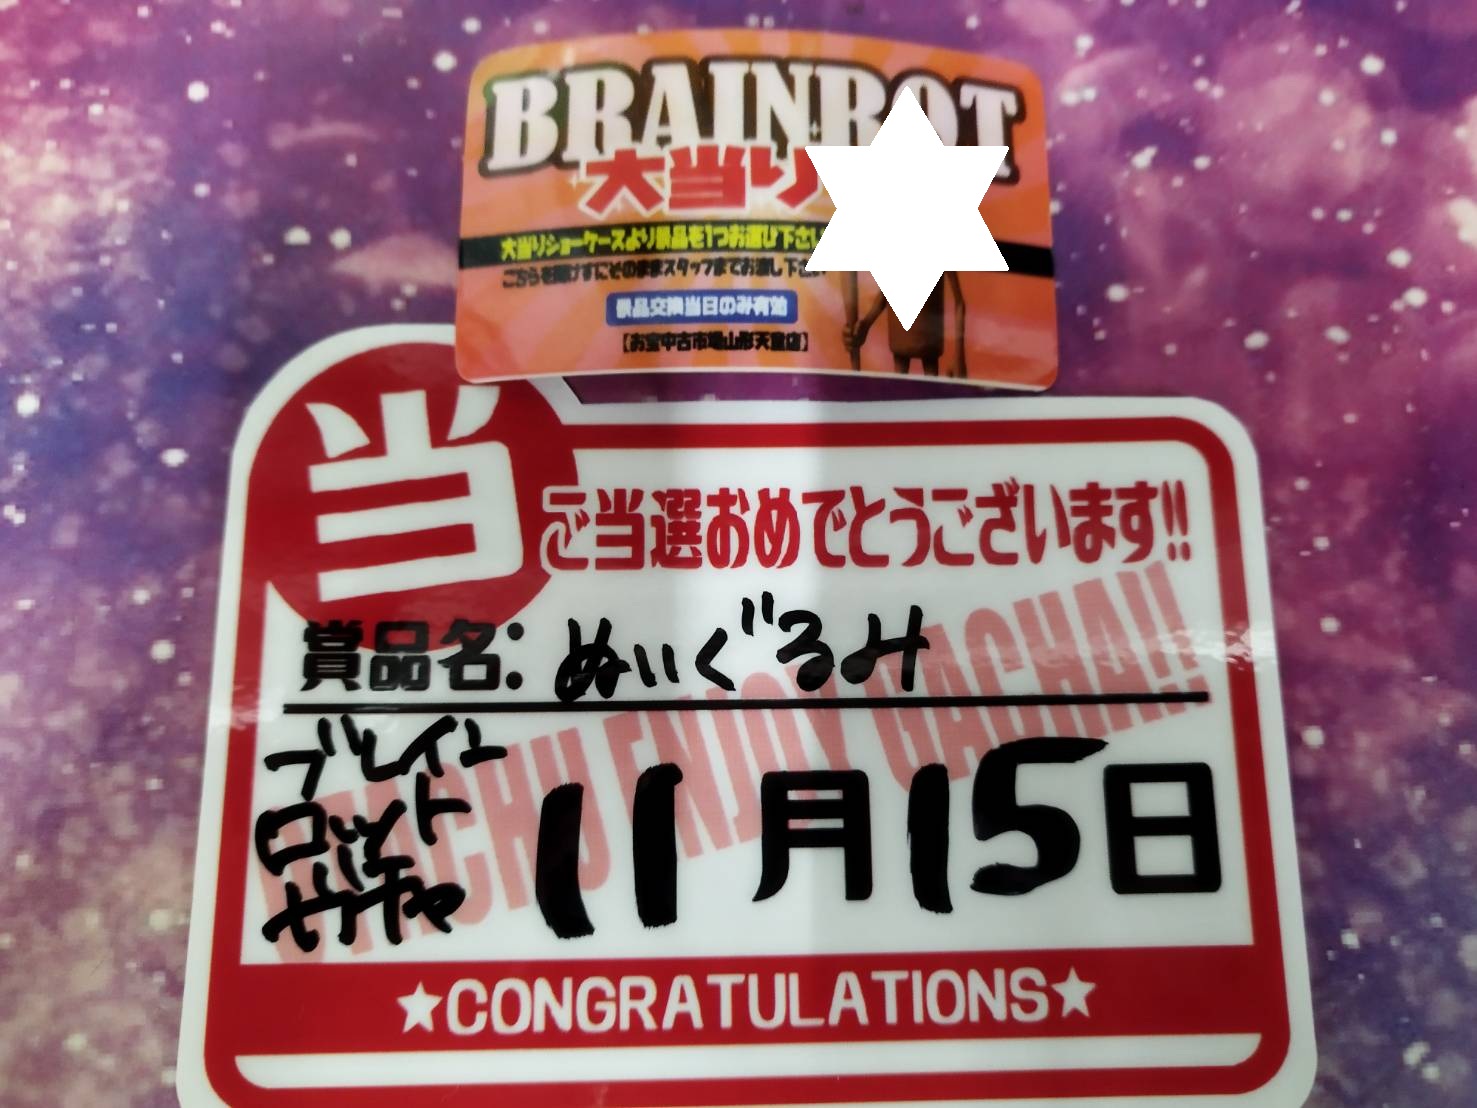 BRAINROT
大当り
大当りショーケースより景品を1つお選び下さい
こちらを開けずにそのままスタッフまでお渡し下さい
景品交換当日のみ有効
【お宝中古市場山形天童店】
当
ご当選おめでとうございます!!
賞品名: ぬいぐるみ
ブレイン
ロット
ガチャ
11月15日
ENJOY GACHA!!
★CONGRATULATIONS★